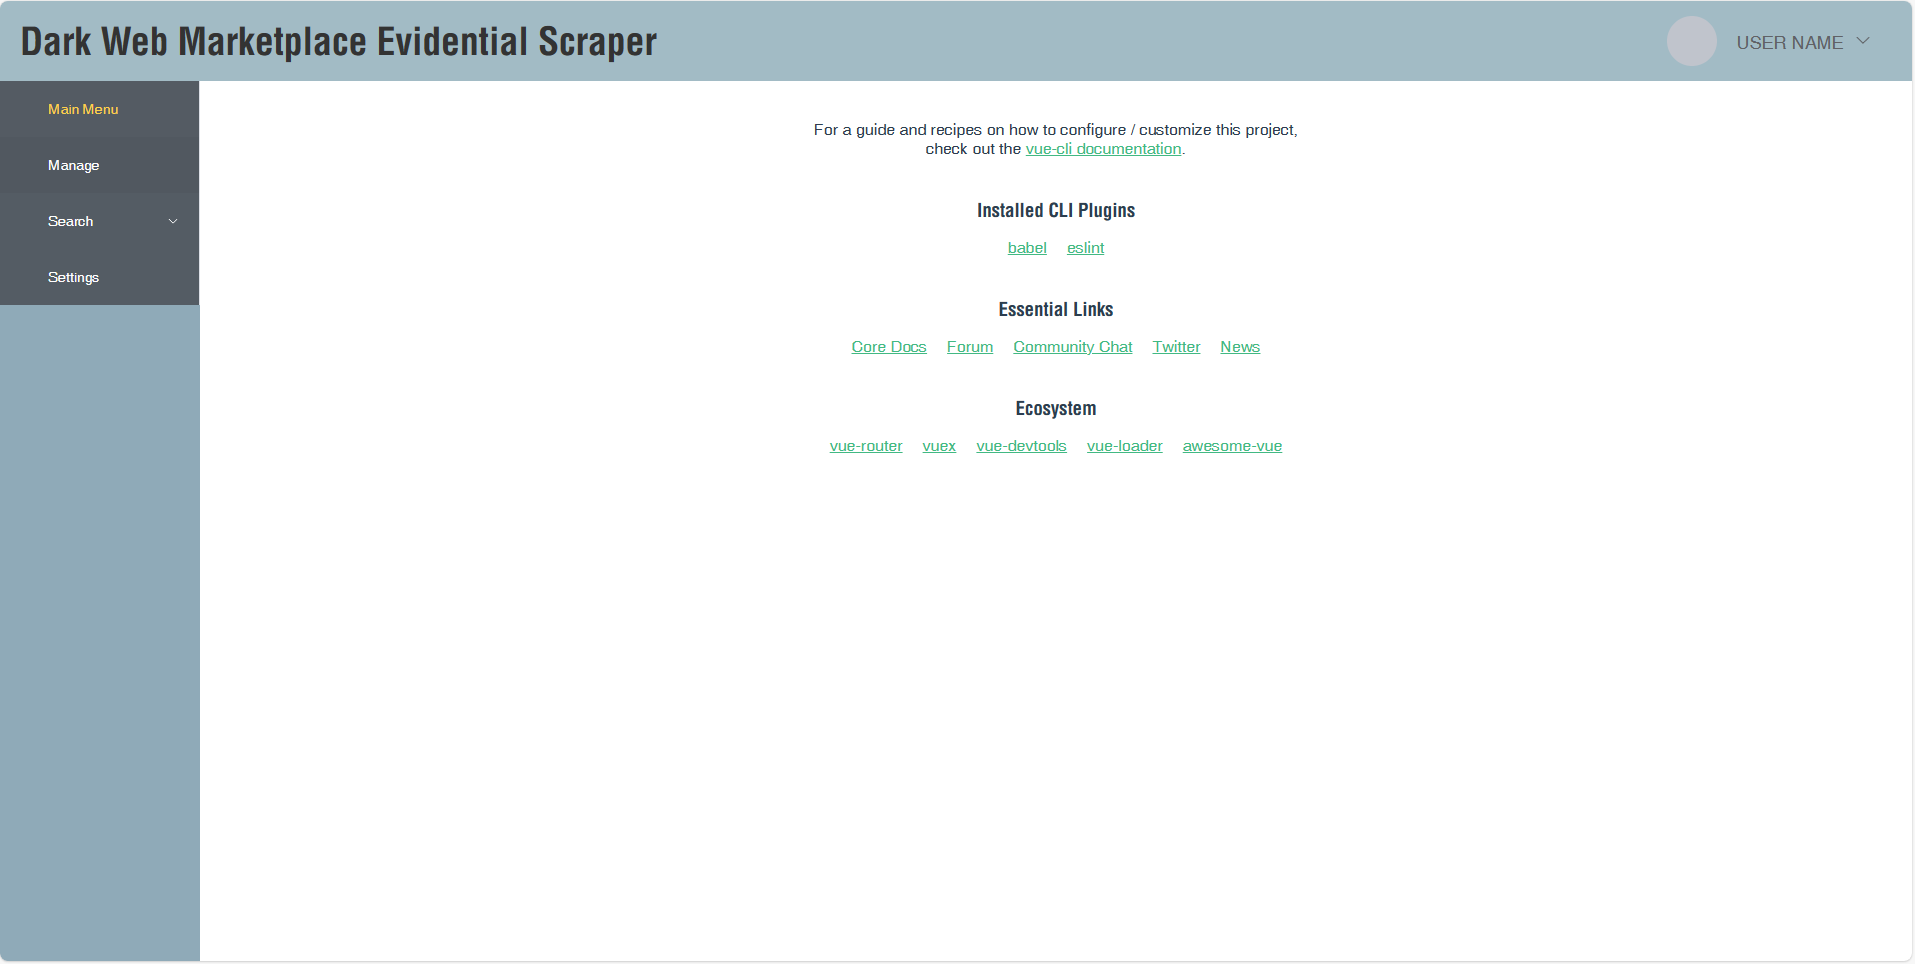 Dark Web Marketplace Evidential Scraper
USER NAME
Main Menu
Manage
Search
Settings
For a guide and recipes on how to configure / customize this project,
check out the vue-cli documentation.
Installed CLI Plugins
babel eslint
Essential Links
Core Docs Forum Community Chat Twitter News
Ecosystem
vue-router vuex vue-devtools vue-loader awesome-vue